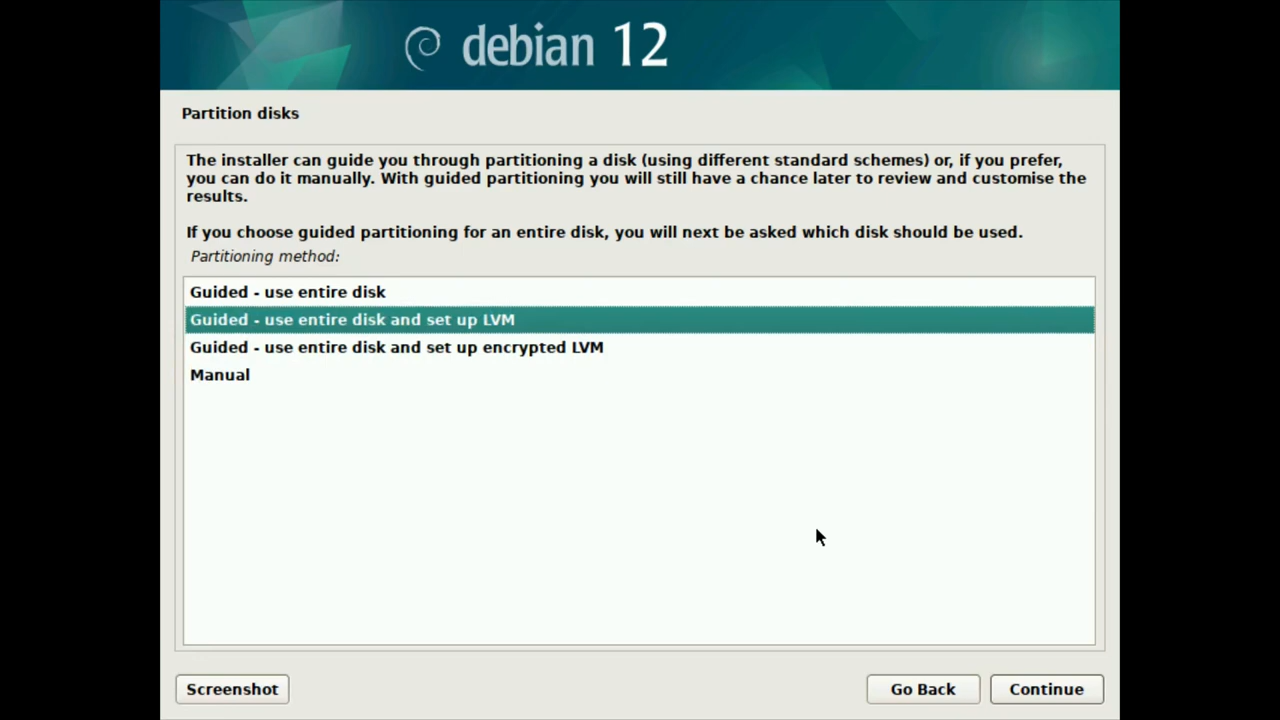 debian 12
Partition disks
The installer can guide you through partitioning a disk (using different standard schemes) or, if you prefer,
you can do it manually. With guided partitioning you will still have a chance later to review and customise the
results.
If you choose guided partitioning for an entire disk, you will next be asked which disk should be used.
Partitioning method:
Guided - use entire disk
Guided - use entire disk and set up LVM
Guided - use entire disk and set up encrypted LVM
Manual
Screenshot
Go Back
Continue